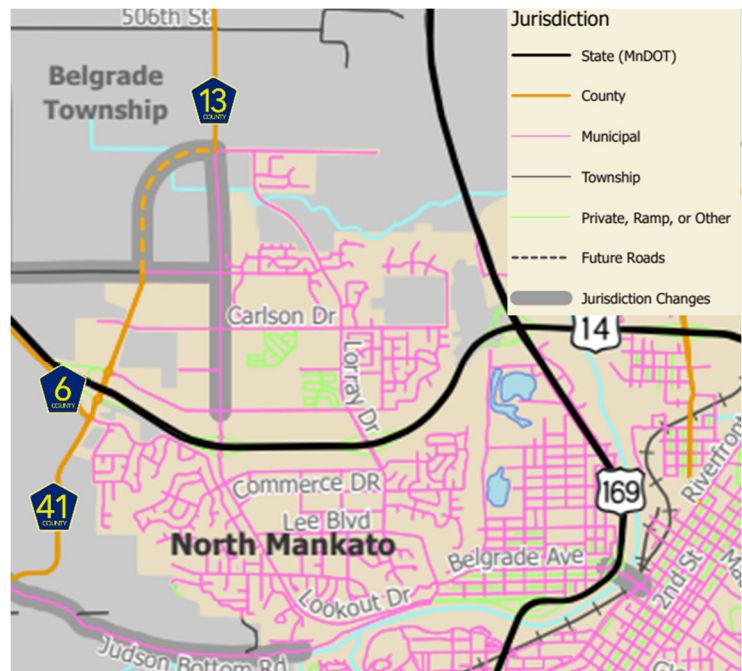 506th St
Jurisdiction
State (MnDOT)
County
Municipal
Township
Private, Ramp, or Other
Future Roads
Jurisdiction Changes
Belgrade
Township
13
COUNTY
Carlson Dr
14
Lorray Dr
6
COUNTY
Riverfront
Commerce DR
169
41
COUNTY
Lee Blvd
North Mankato
Belgrade Ave
2nd St
Lookout Dr
Judson Bottom Rd